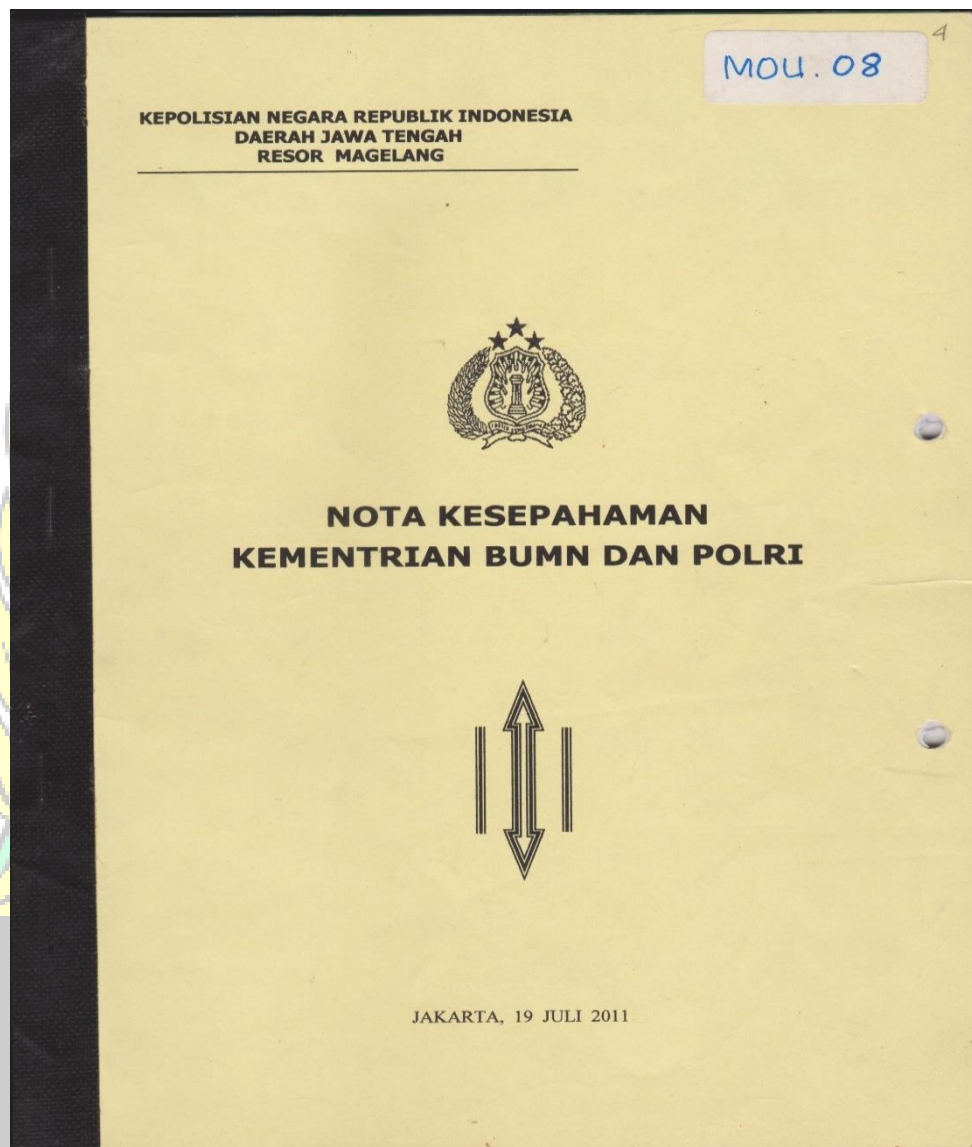 4
MOU. 08
KEPOLISIAN NEGARA REPUBLIK INDONESIA
DAERAH JAWA TENGAH
RESOR MAGELANG
NOTA KESEPAHAMAN
KEMENTRIAN BUMN DAN POLRI
JAKARTA, 19 JULI 2011